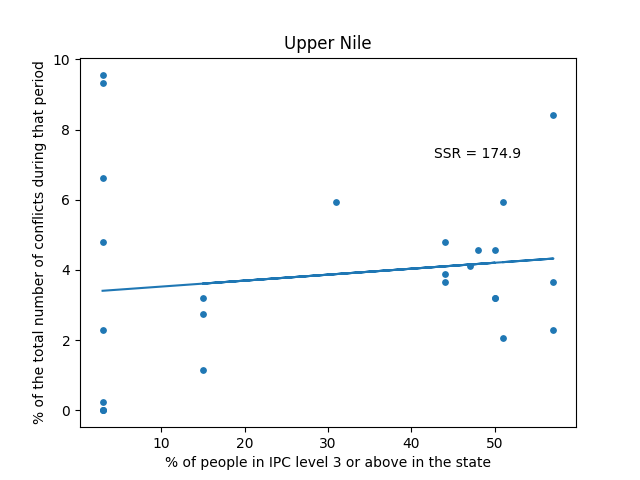 Upper Nile
% of the total number of conflicts during that period
10
8
6
4
2
0
SSR = 174.9
10
20
30
40
50
% of people in IPC level 3 or above in the state